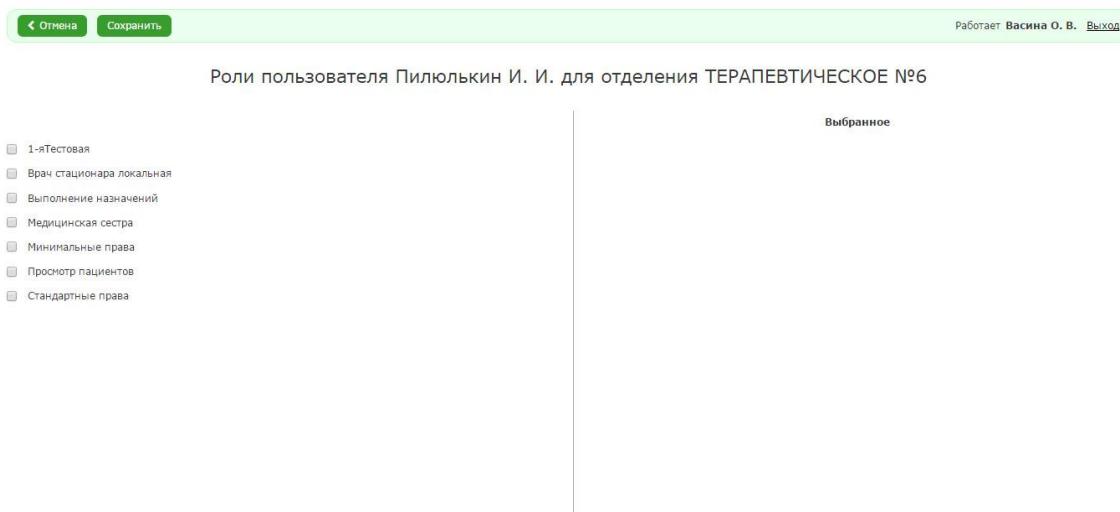 Отмена Сохранить Работает Васина О. В. Выход
Роли пользователя Пилюлькин И. И. для отделения ТЕРАПЕВТИЧЕСКОЕ №6
Выбранное
1-яТестовая
Врач стационара локальная
Выполнение назначений
Медицинская сестра
Минимальные права
Просмотр пациентов
Стандартные права